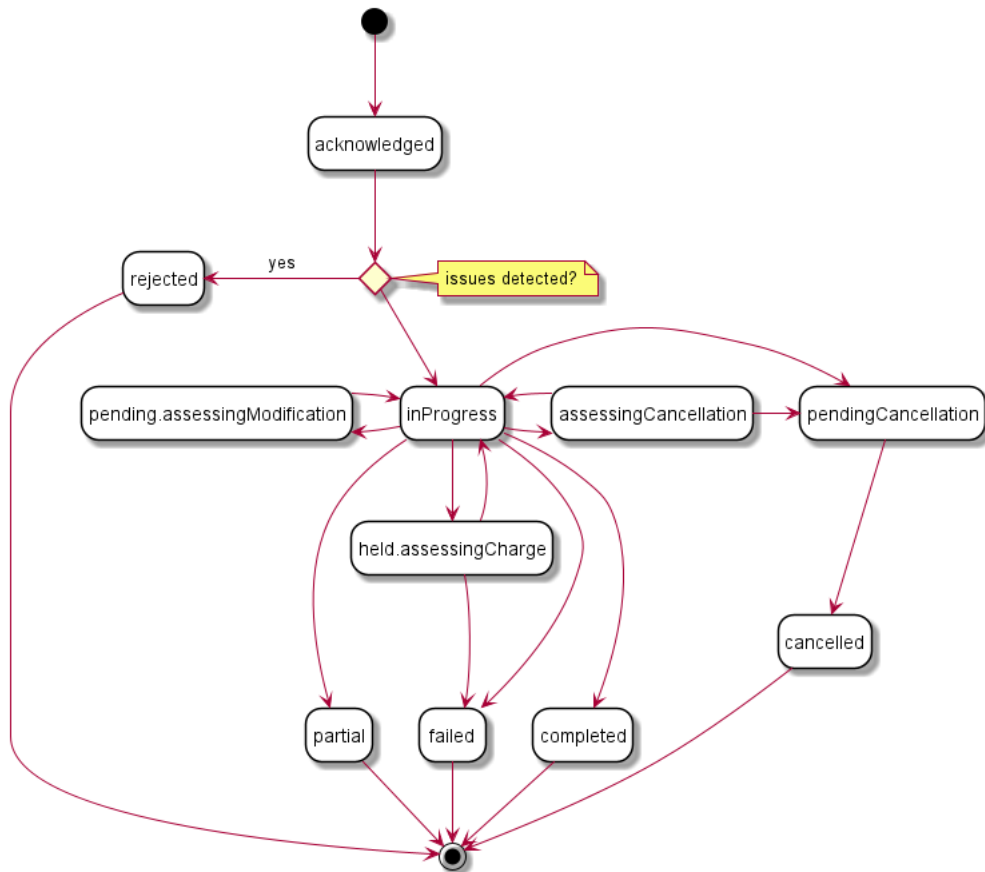 acknowledged
rejected
yes
issues detected?
pending.assessingModification
inProgress
assessingCancellation
pendingCancellation
held.assessingCharge
cancelled
partial
failed
completed